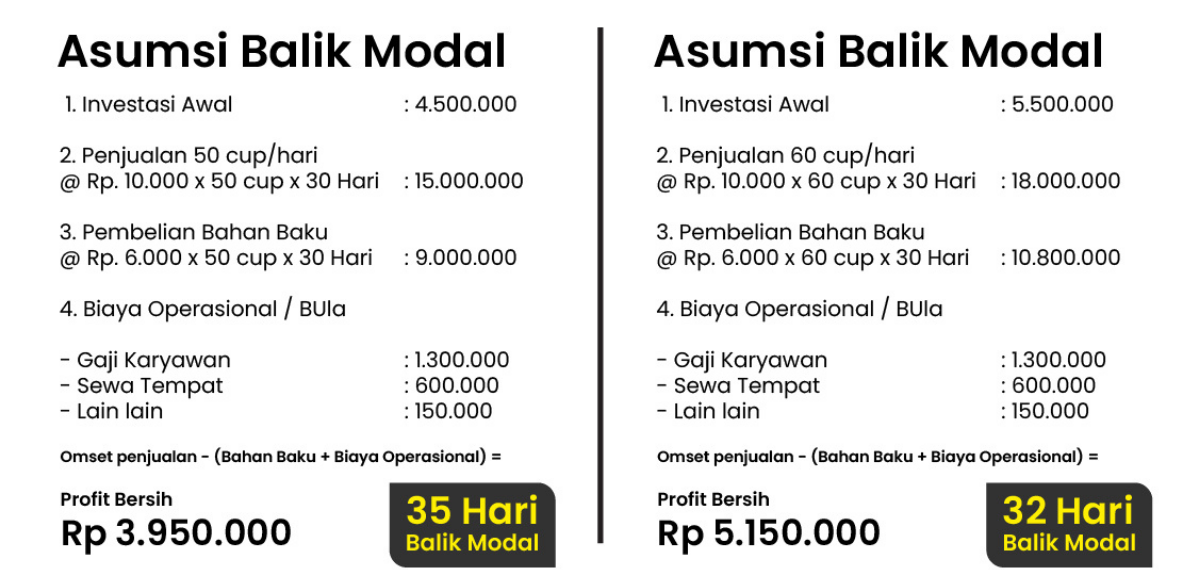 Asumsi Balik Modal
1. Investasi Awal : 4.500.000
2. Penjualan 50 cup/hari
@ Rp. 10.000 x 50 cup x 30 Hari : 15.000.000
3. Pembelian Bahan Baku
@ Rp. 6.000 x 50 cup x 30 Hari : 9.000.000
4. Biaya Operasional / BUla
- Gaji Karyawan : 1.300.000
- Sewa Tempat : 600.000
- Lain lain : 150.000
Omset penjualan - (Bahan Baku + Biaya Operasional) =
Profit Bersih
Rp 3.950.000
35 Hari
Balik Modal
Asumsi Balik Modal
1. Investasi Awal : 5.500.000
2. Penjualan 60 cup/hari
@ Rp. 10.000 x 60 cup x 30 Hari : 18.000.000
3. Pembelian Bahan Baku
@ Rp. 6.000 x 60 cup x 30 Hari : 10.800.000
4. Biaya Operasional / BUla
- Gaji Karyawan : 1.300.000
- Sewa Tempat : 600.000
- Lain lain : 150.000
Omset penjualan - (Bahan Baku + Biaya Operasional) =
Profit Bersih
Rp 5.150.000
32 Hari
Balik Modal